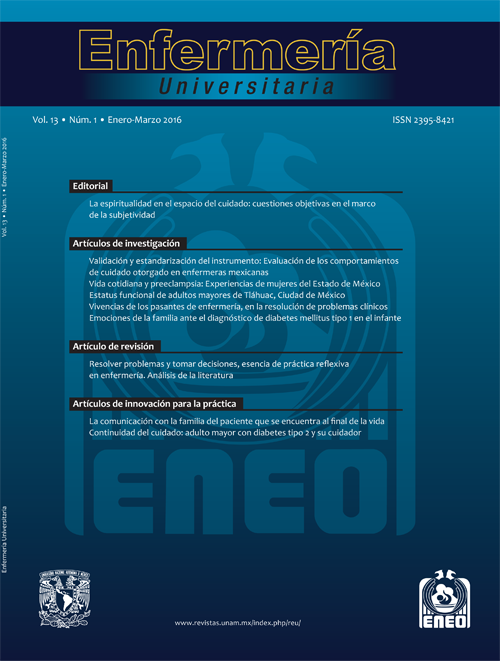 Enfermería
Universitaria
Vol. 13 • Núm. 1 • Enero-Marzo 2016
ISSN 2395-8421
Vol. 13 • Núm. 1 • Enero-Marzo 2016
Editorial
La espiritualidad en el espacio del cuidado: cuestiones objetivas en el marco
de la subjetividad
Artículos de investigación
Validación y estandarización del instrumento: Evaluación de los comportamientos
de cuidado otorgado en enfermeras mexicanas
Vida cotidiana y preeclampsia: Experiencias de mujeres del Estado de México
Estatus funcional de adultos mayores de Tláhuac, Ciudad de México
Vivencias de los pasantes de enfermería, en la resolución de problemas clínicos
Emociones de la familia ante el diagnóstico de diabetes mellitus tipo 1 en el infante
Artículo de revisión
Resolver problemas y tomar decisiones, esencia de práctica reflexiva
en enfermería. Análisis de la literatura
Artículos de innovación para la práctica
La comunicación con la familia del paciente que se encuentra al final de la vida
Continuidad del cuidado: adulto mayor con diabetes tipo 2 y su cuidador
ENEO
Enfermería Universitaria
www.revistas.unam.mx/index.php/reu/
ENEO